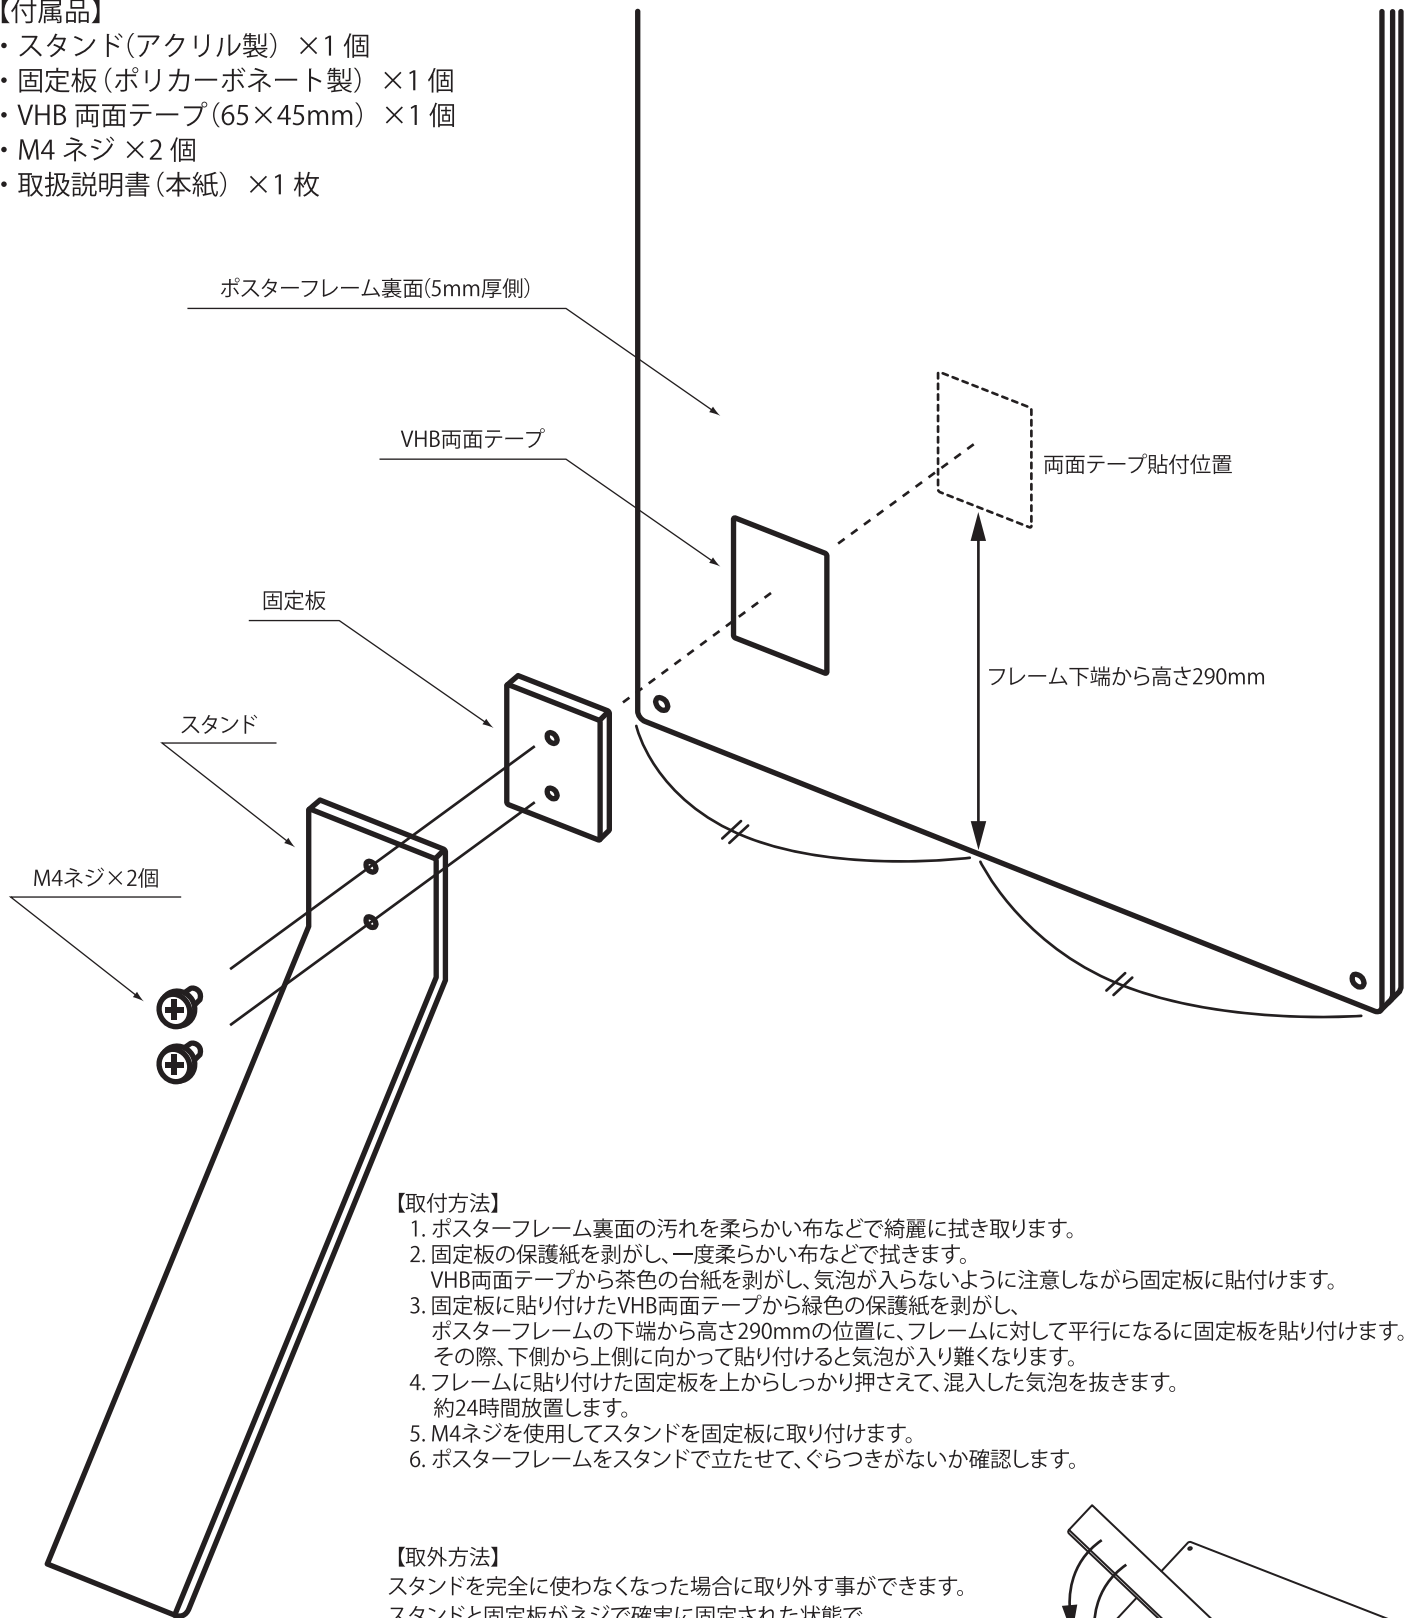 【付属品】
・スタンド(アクリル製) ×1 個
・固定板(ポリカーボネート製) ×1 個
・VHB 両面テープ(65×45mm) ×1 個
・M4 ネジ ×2 個
・取扱説明書(本紙) ×1 枚
ポスターフレーム裏面(5mm厚側)
VHB両面テープ
両面テープ貼付位置
固定板
フレーム下端から高さ290mm
スタンド
M4ネジ×2個
【取付方法】
1. ポスターフレーム裏面の汚れを柔らかい布などで綺麗に拭き取ります。
2. 固定板の保護紙を剥がし、一度柔らかい布などで拭きます。
VHB両面テープから茶色の台紙を剥がし、気泡が入らないように注意しながら固定板に貼付けます。
3. 固定板に貼り付けたVHB両面テープから緑色の保護紙を剥がし、
ポスターフレームの下端から高さ290mmの位置に、フレームに対して平行になるに固定板を貼り付けます。
その際、下側から上側に向かって貼り付けると気泡が入り難くなります。
4. フレームに貼り付けた固定板を上からしっかり押さえて、混入した気泡を抜きます。
約24時間放置します。
5. M4ネジを使用してスタンドを固定板に取り付けます。
6. ポスターフレームをスタンドで立たせて、ぐらつきがないか確認します。
【取外方法】
スタンドを完全に使わなくなった場合に取り外す事ができます。
スタンドと固定板がネジで確実に固定された状態で、